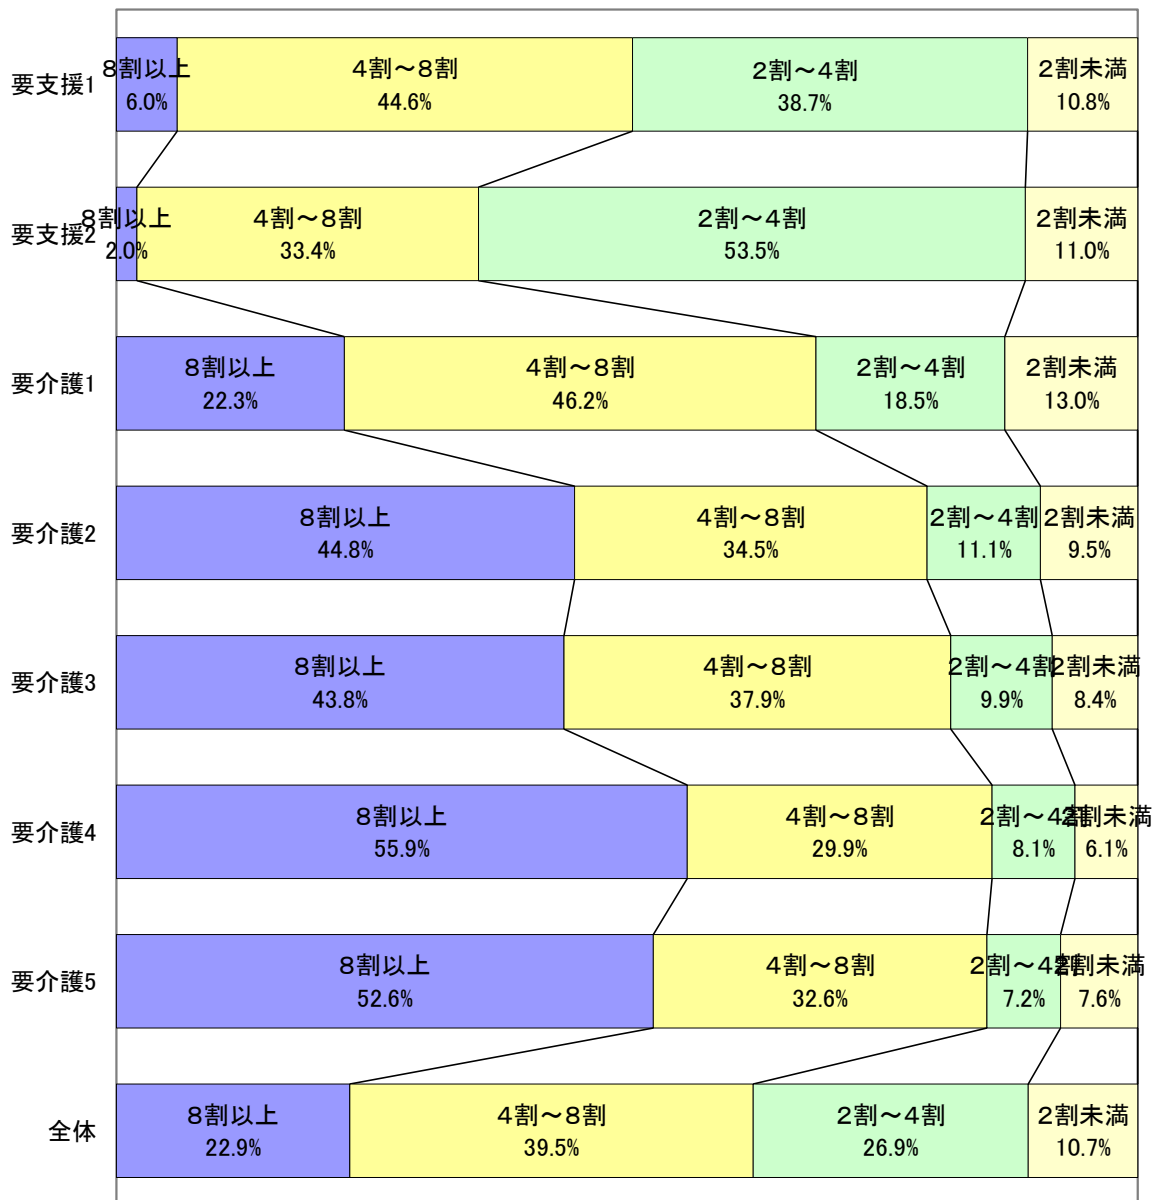 要支援1
8割以上 4割～8割 2割～4割 2割未満
6.0% 44.6% 38.7% 10.8%
要支援2
8割以上 4割～8割 2割～4割 2割未満
2.0% 33.4% 53.5% 11.0%
要介護1
8割以上 4割～8割 2割～4割 2割未満
22.3% 46.2% 18.5% 13.0%
要介護2
8割以上 4割～8割 2割～4割 2割未満
44.8% 34.5% 11.1% 9.5%
要介護3
8割以上 4割～8割 2割～4割 2割未満
43.8% 37.9% 9.9% 8.4%
要介護4
8割以上 4割～8割 2割～4割 2割未満
55.9% 29.9% 8.1% 6.1%
要介護5
8割以上 4割～8割 2割～4割 2割未満
52.6% 32.6% 7.2% 7.6%
全体
8割以上 4割～8割 2割～4割 2割未満
22.9% 39.5% 26.9% 10.7%